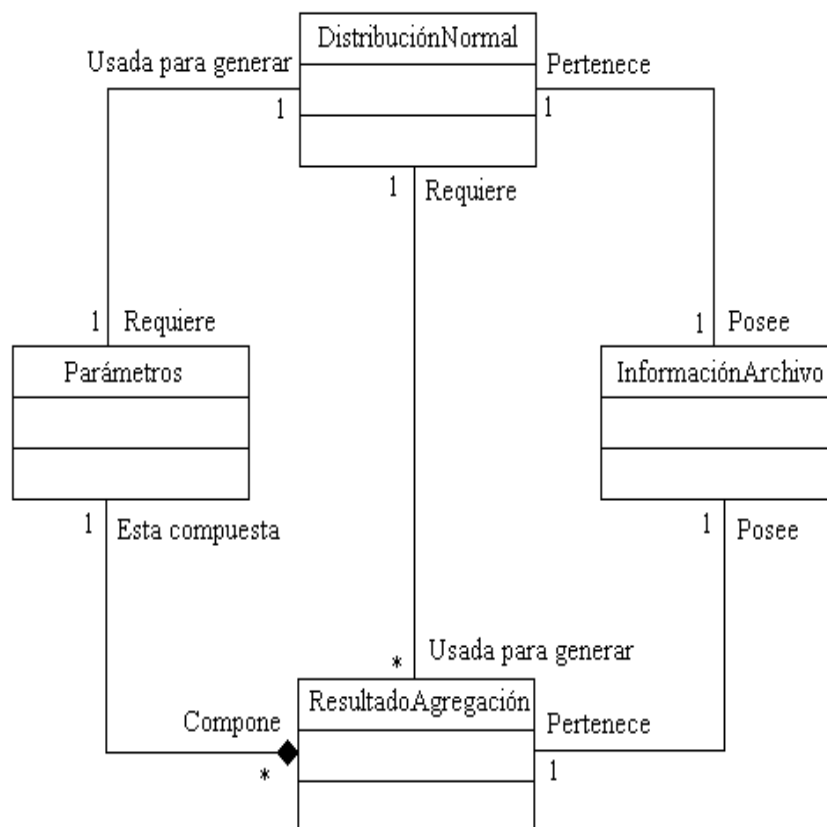 DistribuciónNormal
Usada para generar
Pertenece
1
1
1
Requiere
1
Requiere
1
Posee
Parámetros
InformaciónArchivo
1
Esta compuesta
1
Posee
*
Usada para generar
ResultadoAgregación
Compone
Pertenece
*
1